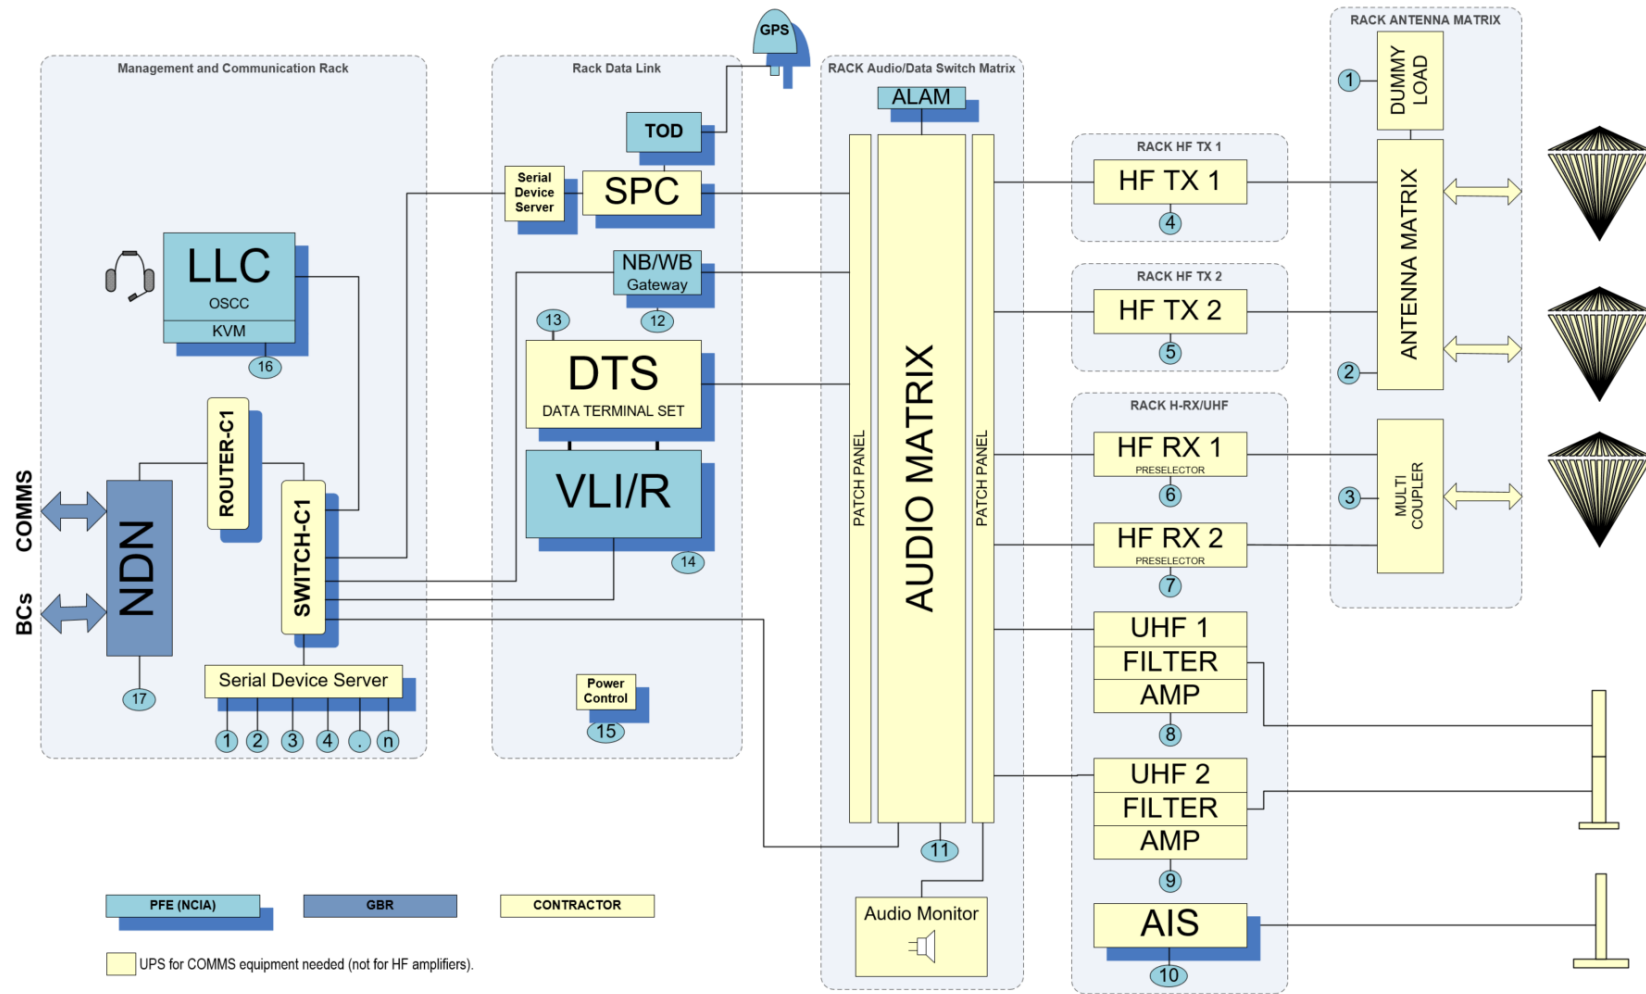 GPS
RACK ANTENNA MATRIX
Management and Communication Rack
Rack Data Link
RACK Audio/Data Switch Matrix
ALAM
1
DUMMY
LOAD
TOD
RACK HF TX 1
HF TX 1
4
Serial
Device
Server
SPC
ANTENNA MATRIX
2
LLC
OSCC
KVM
16
NB/WB
Gateway
12
RACK HF TX 2
HF TX 2
5
13
DTS
DATA TERMINAL SET
VLI/R
14
PATCH PANEL
AUDIO MATRIX
PATCH PANEL
11
RACK H-RX/UHF
HF RX 1
PRESELECTOR
6
3
MULTI
COUPLER
HF RX 2
PRESELECTOR
7
ROUTER-C1
SWITCH-C1
COMMS
BCs
NDN
17
Serial Device Server
1 2 3 4 . n
Power
Control
15
UHF 1
FILTER
AMP
8
UHF 2
FILTER
AMP
9
AIS
10
Audio Monitor
PFE (NCIA)
GBR
CONTRACTOR
UPS for COMMS equipment needed (not for HF amplifiers).